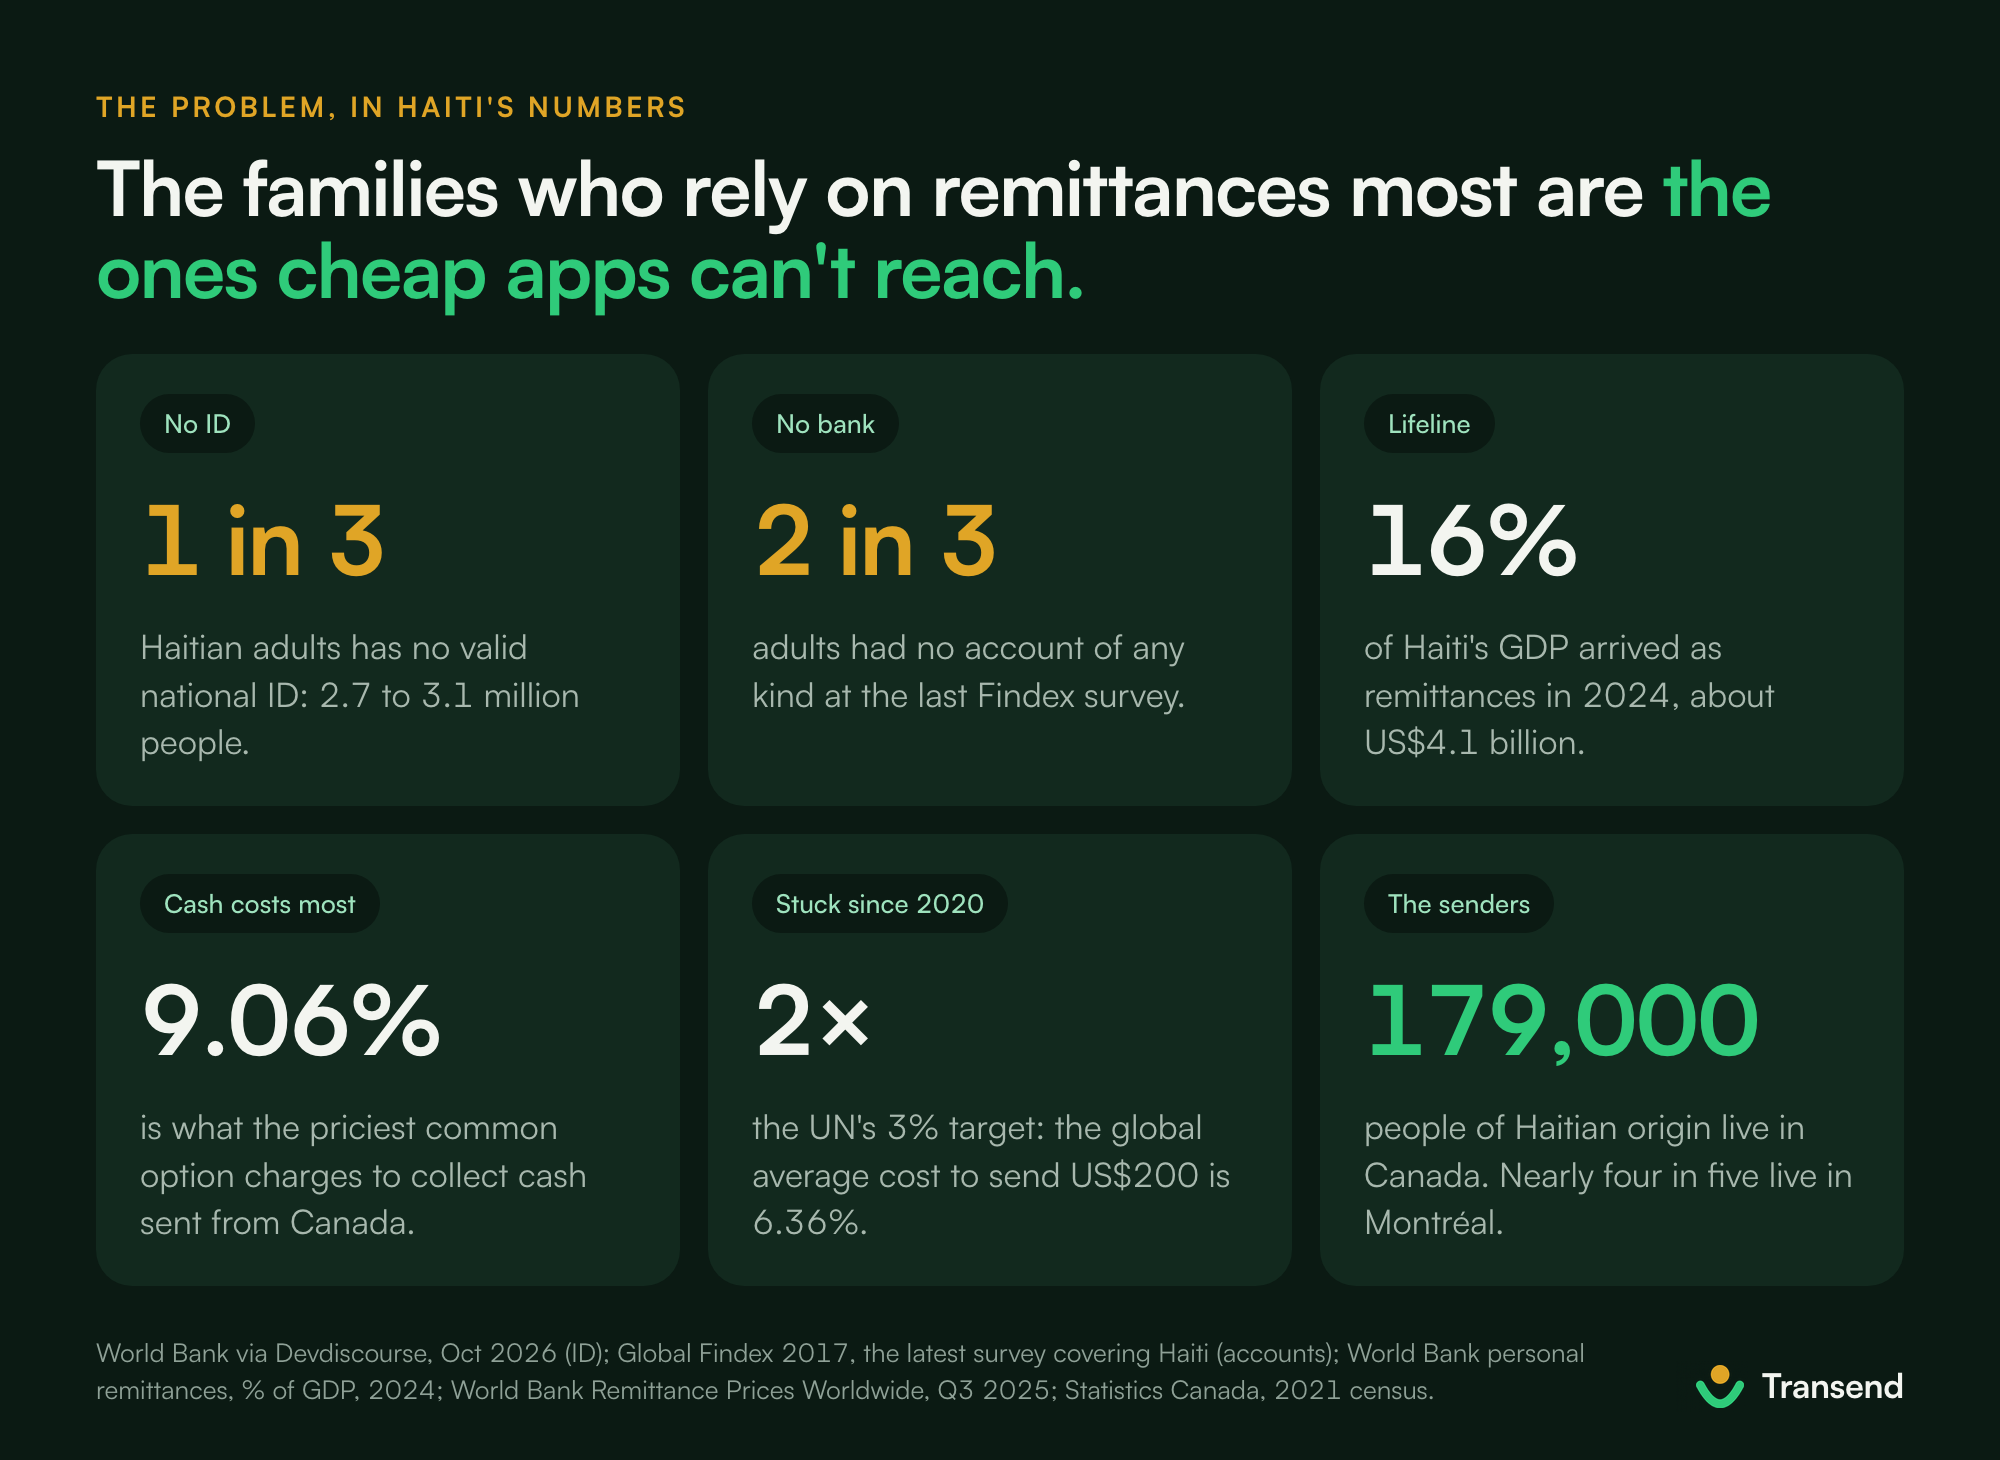 THE PROBLEM, IN HAITI'S NUMBERS
The families who rely on remittances most are the
ones cheap apps can't reach.
No ID
1 in 3
Haitian adults has no valid
national ID: 2.7 to 3.1 million
people.
No bank
2 in 3
adults had no account of any
kind at the last Findex survey.
Lifeline
16%
of Haiti's GDP arrived as
remittances in 2024, about
US$4.1 billion.
Cash costs most
9.06%
is what the priciest common
option charges to collect cash
sent from Canada.
Stuck since 2020
2×
the UN's 3% target: the global
average cost to send US$200 is
6.36%.
The senders
179,000
people of Haitian origin live in
Canada. Nearly four in five live in
Montréal.
World Bank via Devdiscourse, Oct 2026 (ID); Global Findex 2017, the latest survey covering Haiti (accounts); World Bank personal
remittances, % of GDP, 2024; World Bank Remittance Prices Worldwide, Q3 2025; Statistics Canada, 2021 census.
Transend